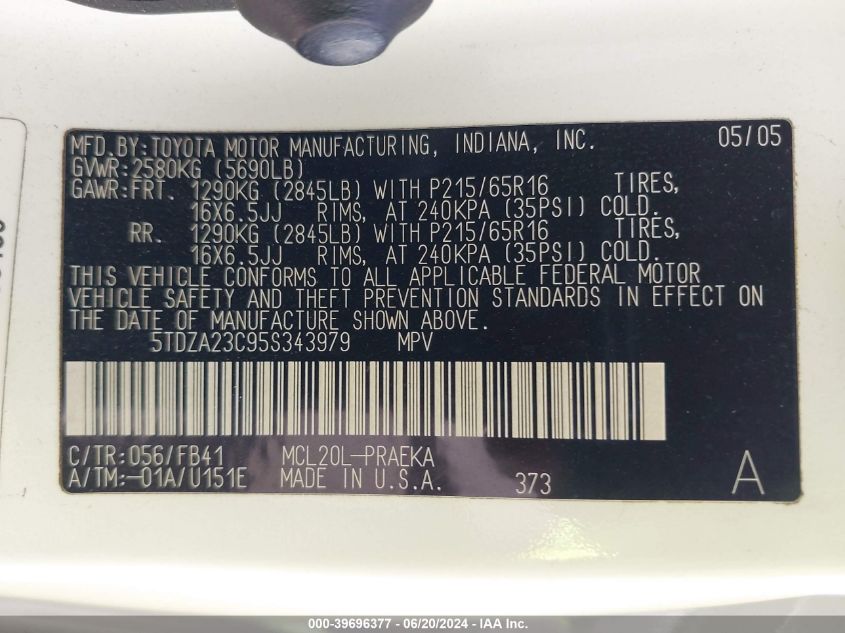 MFD.BY:TOYOTA MOTOR MANUFACTURING, INDIANA, INC. 05/05
GVWR:2580KG (5690LB)
GAWR:FRT. 1290KG (2845LB) WITH P215/65R16 TIRES,
16X6.5JJ RIMS, AT 240KPA (35PSI) COLD.
RR. 1290KG (2845LB) WITH P215/65R16 TIRES,
16X6.5JJ RIMS, AT 240KPA (35PSI) COLD.
THIS VEHICLE CONFORMS TO ALL APPLICABLE FEDERAL MOTOR
VEHICLE SAFETY AND THEFT PREVENTION STANDARDS IN EFFECT ON
THE DATE OF MANUFACTURE SHOWN ABOVE.
5TDZA23C95S343979 MPV
C/TR:056/FB41 MCL20L-PRAEKA
A/TM:-01A/U151E MADE IN U.S.A. 373 A
000-39696377 - 06/20/2024 - IAA Inc.